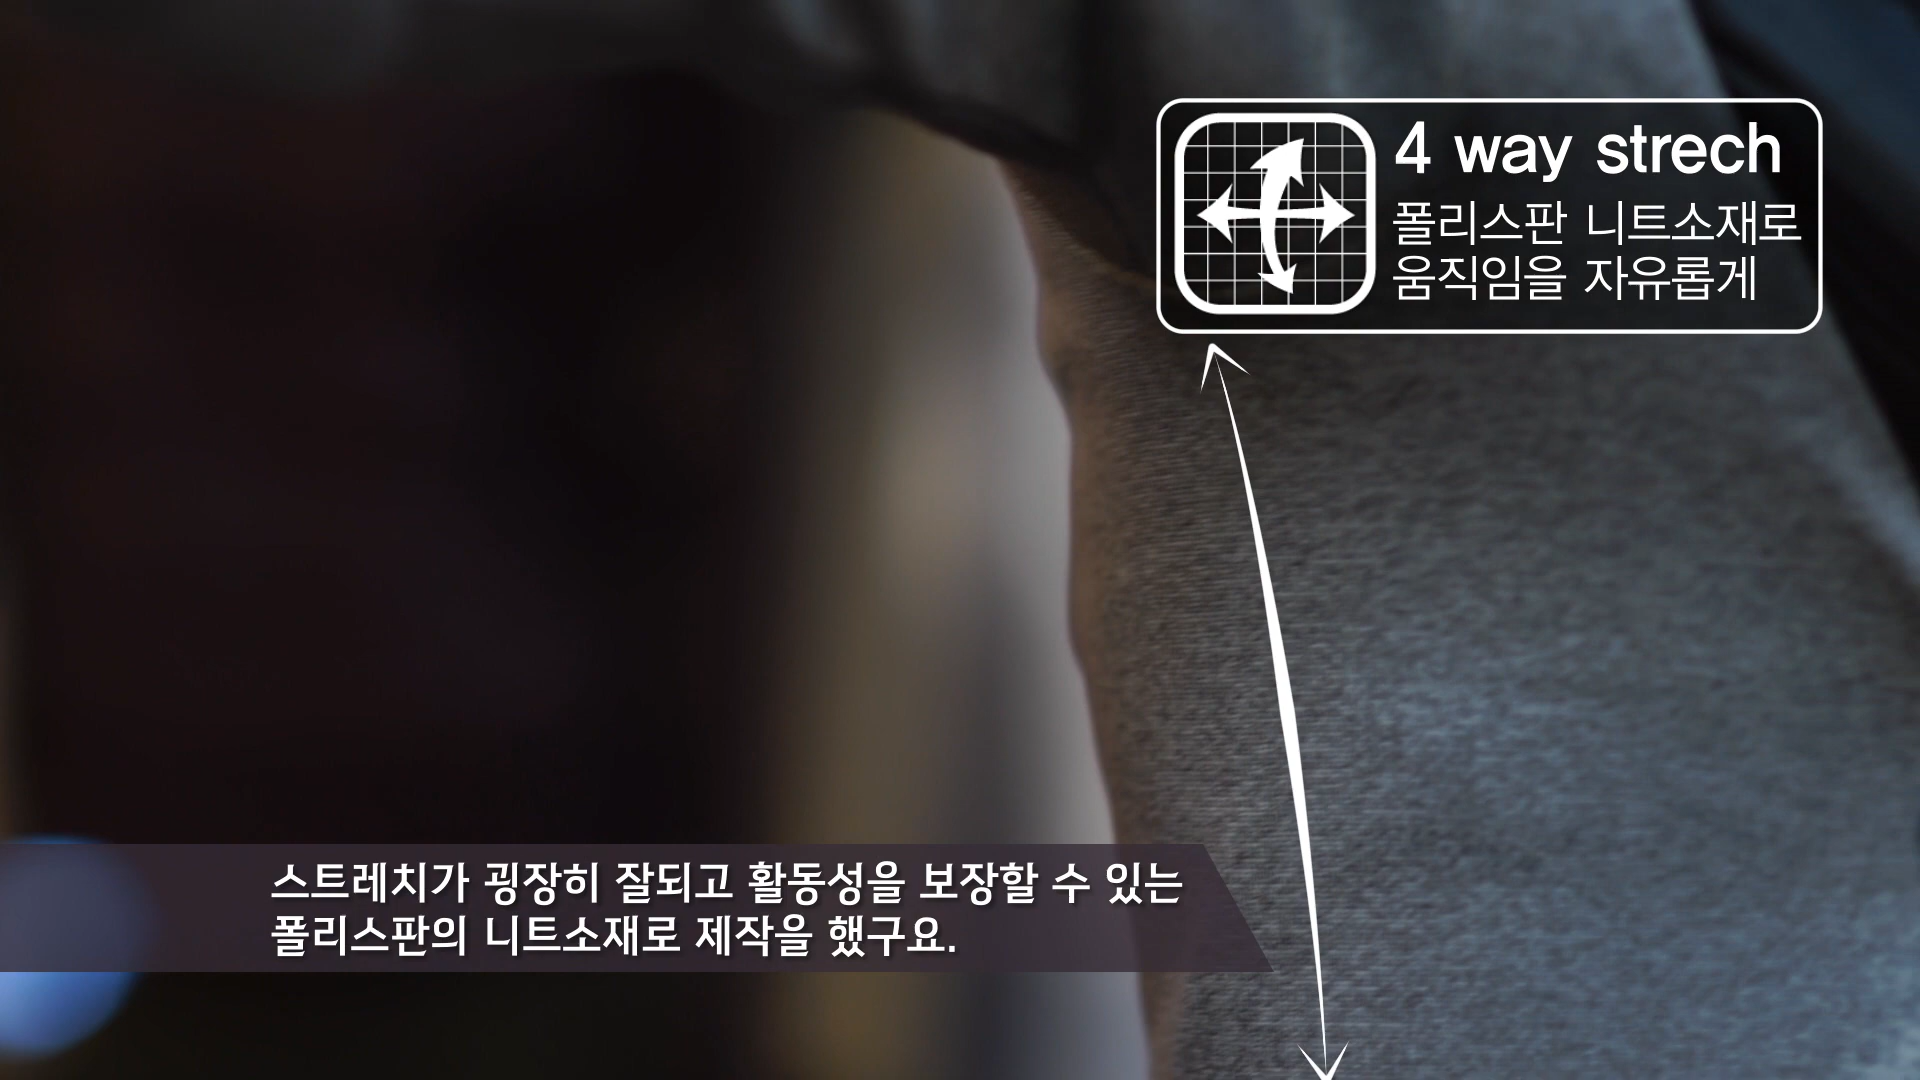 4 way strech
폴리스판 니트소재로
움직임을 자유롭게
스트레치가 굉장히 잘되고 활동성을 보장할 수 있는
폴리스판의 니트소재로 제작을 했구요.